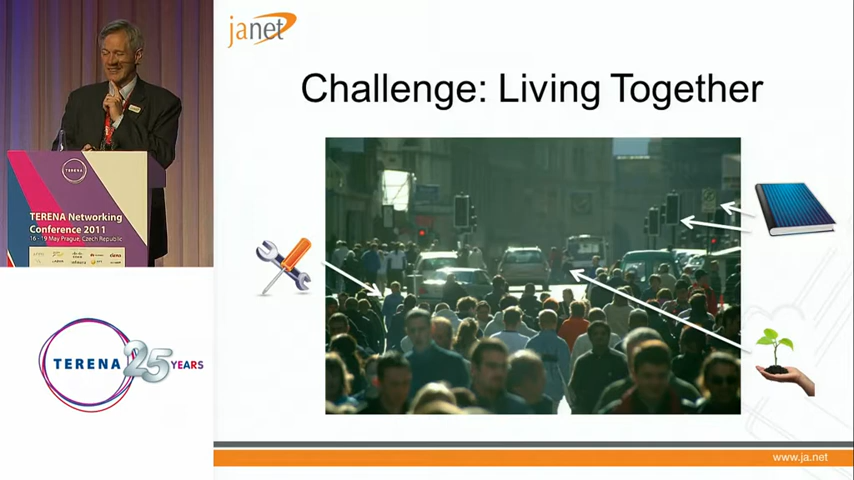 janet
Challenge: Living Together
TERENA
TERENA Networking
Conference 2011
16 - 19 May Prague, Czech Republic
TERENA 25 YEARS
www.ja.net